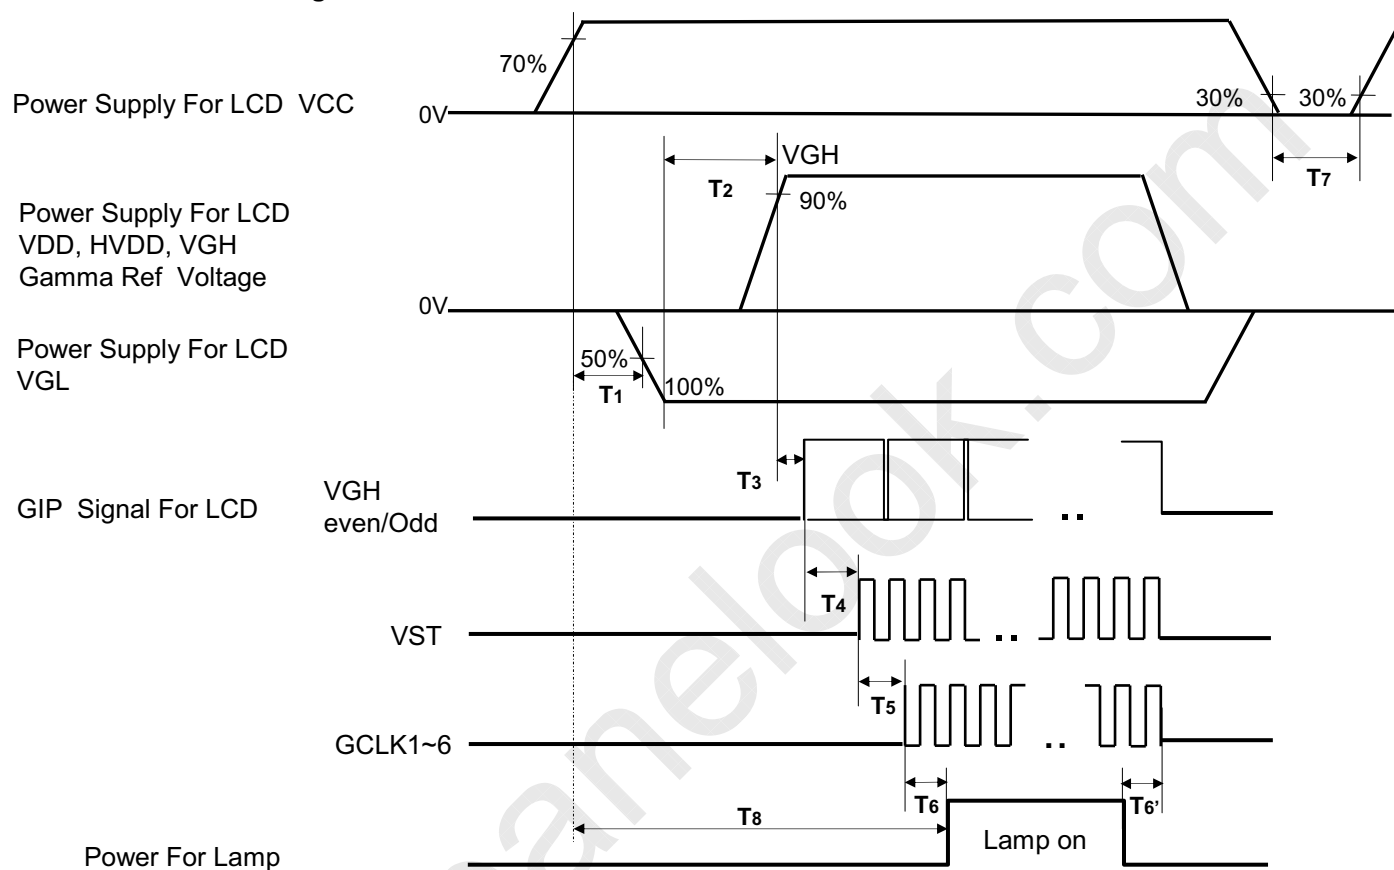 70%
Power Supply For LCD VCC
0V
30%
30%
VGH
T2
T7
90%
Power Supply For LCD
VDD, HVDD, VGH
Gamma Ref Voltage
0V
Power Supply For LCD
VGL
50%
T1
100%
T3
GIP Signal For LCD
VGH
even/Odd
T4
VST
T5
GCLK1~6
T6
T6’
T8
Lamp on
Power For Lamp
panelook.com